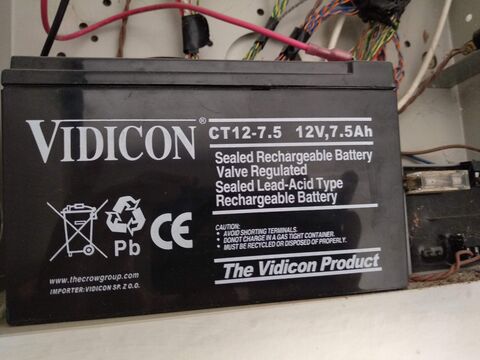 VIDICON®
CT12-7.5 12V,7.5Ah
Sealed Rechargeable Battery
Valve Regulated
Sealed Lead-Acid Type
Rechargeable Battery
CAUTION:
• AVOID SHORTING TERMINALS.
• DONOT CHARGE IN A GAS TIGHT CONTAINER.
• MUST BE RECYCLED OR DISPOSED OF PROPERLY.
Pb
CE
www.thecrowgroup.com
IMPORTER: VIDICON SP. Z O.O.
The Vidicon Product